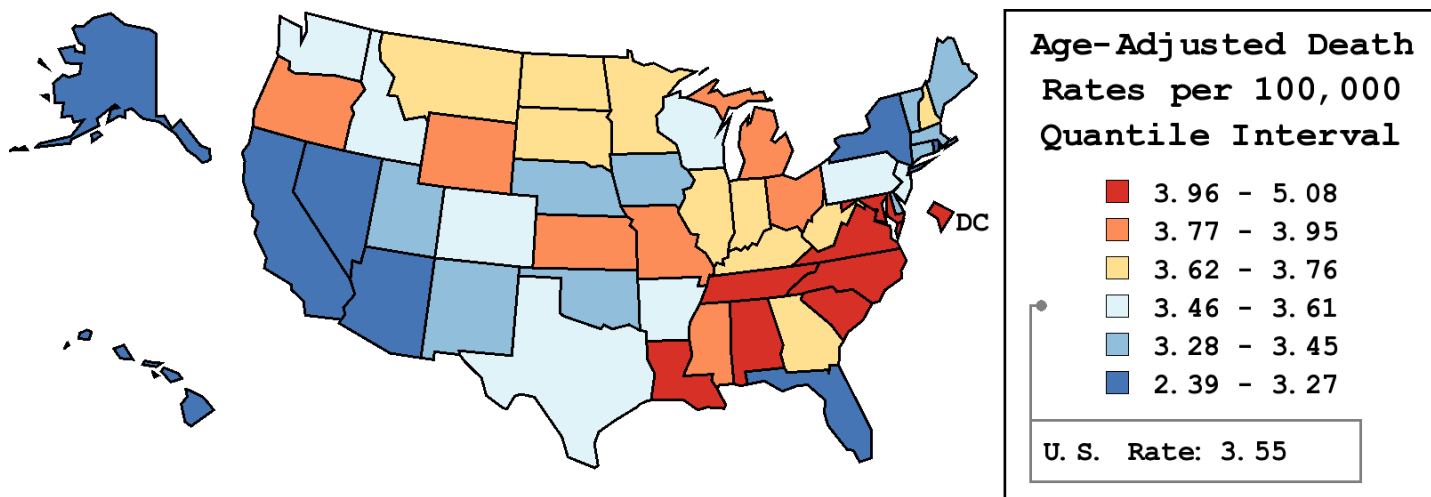 Age-Adjusted Death
Rates per 100,000
Quantile Interval
3.96 - 5.08
3.77 - 3.95
DC
3.62 - 3.76
3.46 - 3.61
3.28 - 3.45
2.39 - 3.27
U.S. Rate: 3.55